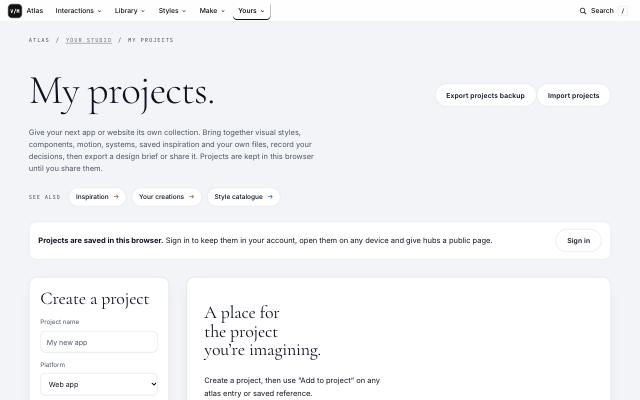 V/M Atlas Interactions Library Styles Make Yours Search /
ATLAS / YOUR STUDIO / MY PROJECTS
My projects.
Export projects backup
Import projects
Give your next app or website its own collection. Bring together visual styles,
components, motion, systems, saved inspiration and your own files, record your
decisions, then export a design brief or share it. Projects are kept in this browser
until you share them.
SEE ALSO Inspiration → Your creations → Style catalogue →
Projects are saved in this browser. Sign in to keep them in your account, open them on any device and give hubs a public page.
Sign in
Create a project
Project name
My new app
Platform
Web app
A place for
the project
you’re imagining.
Create a project, then use “Add to project” on any
atlas entry or saved reference.